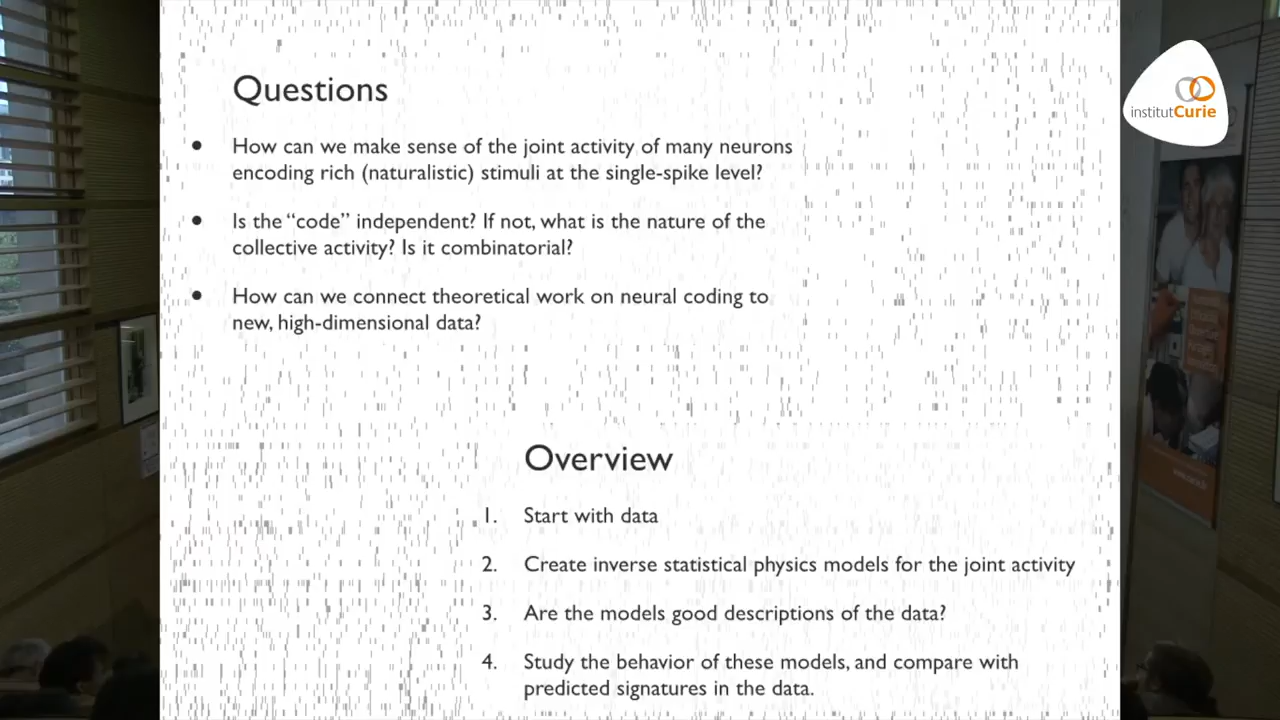 Questions
• How can we make sense of the joint activity of many neurons
encoding rich (naturalistic) stimuli at the single-spike level?
• Is the “code” independent? If not, what is the nature of the
collective activity? Is it combinatorial?
• How can we connect theoretical work on neural coding to
new, high-dimensional data?
Overview
1. Start with data
2. Create inverse statistical physics models for the joint activity
3. Are the models good descriptions of the data?
4. Study the behavior of these models, and compare with
predicted signatures in the data.
institutCurie